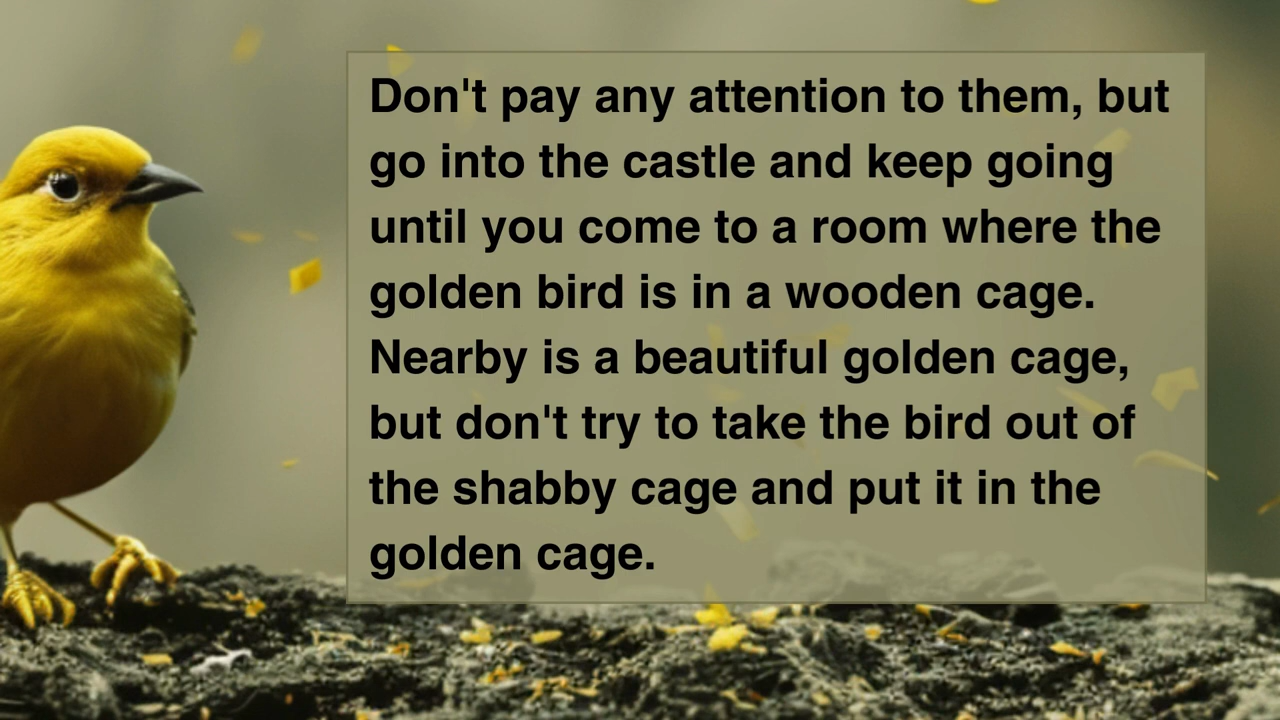 Don't pay any attention to them, but
go into the castle and keep going
until you come to a room where the
golden bird is in a wooden cage.
Nearby is a beautiful golden cage,
but don't try to take the bird out of
the shabby cage and put it in the
golden cage.